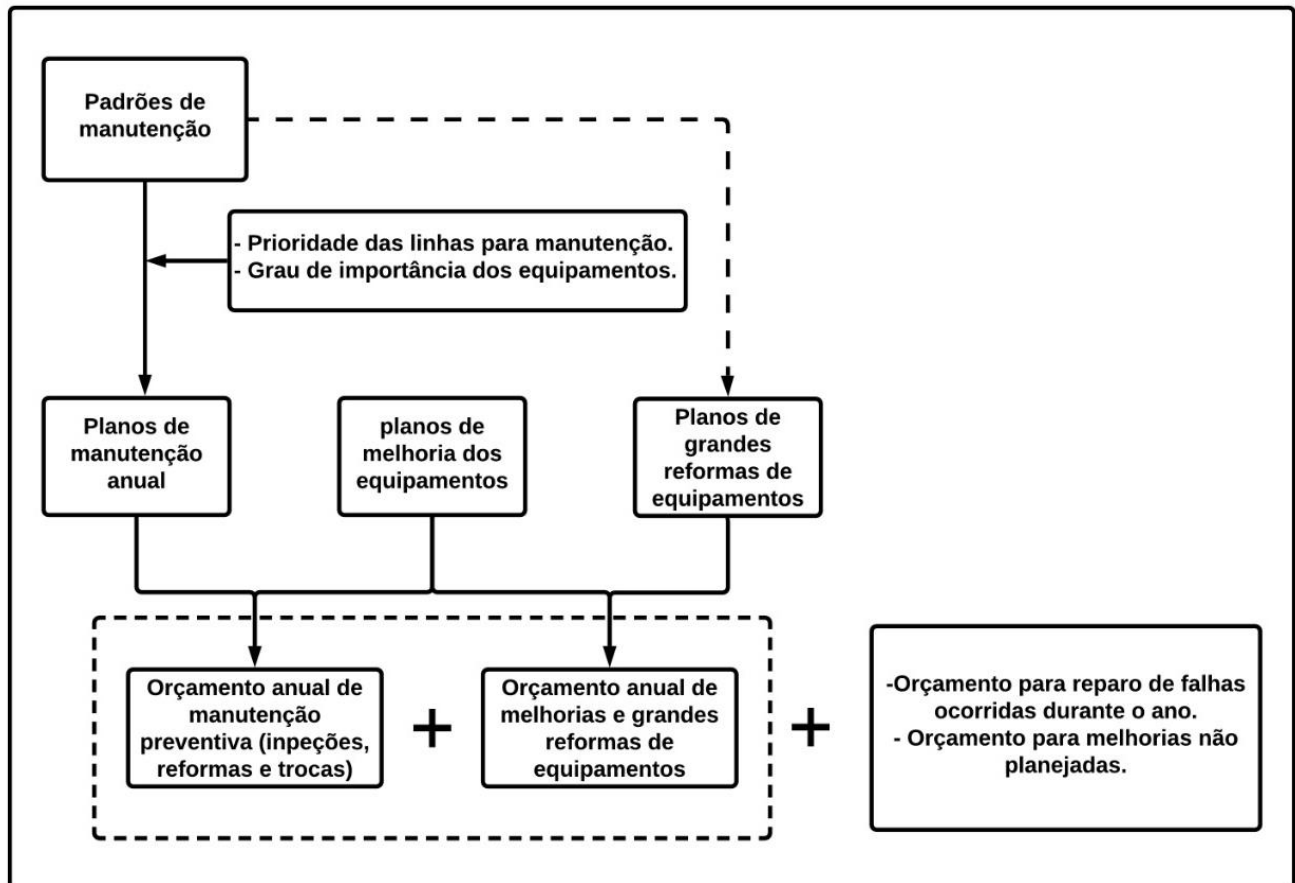 Padrões de
manutenção
- Prioridade das linhas para manutenção.
- Grau de importância dos equipamentos.
Planos de
manutenção
anual
planos de
melhoria dos
equipamentos
Planos de
grandes
reformas de
equipamentos
Orçamento anual de
manutenção
preventiva (inpeções,
reformas e trocas)
+
Orçamento anual de
melhorias e grandes
reformas de
equipamentos
+
-Orçamento para reparo de falhas
ocorridas durante o ano.
- Orçamento para melhorias não
planejadas.